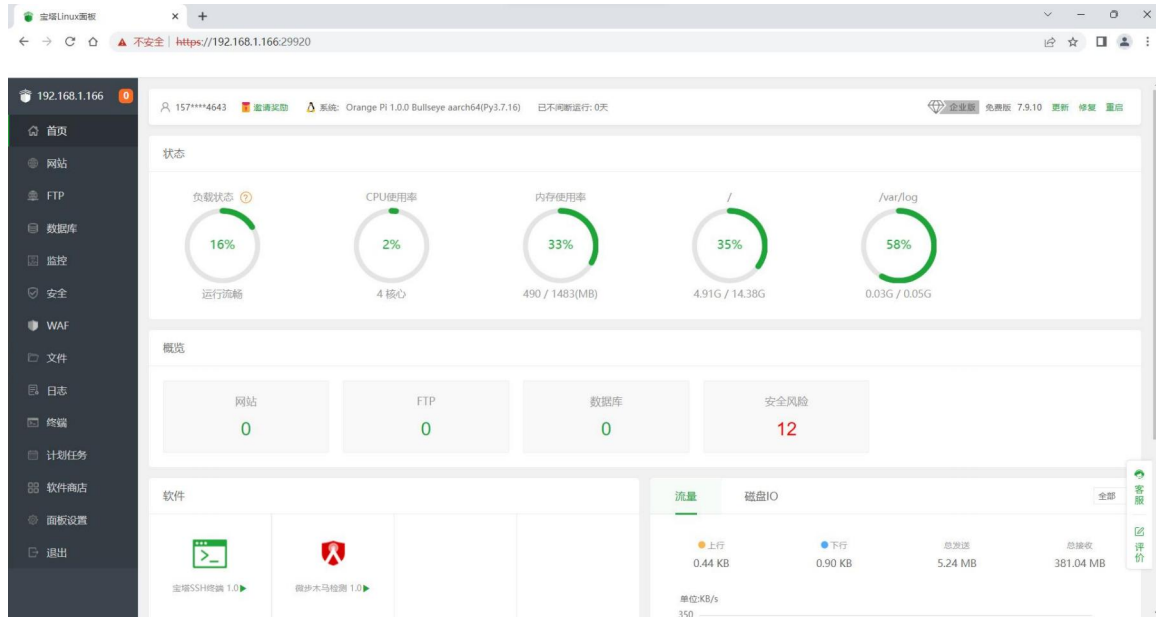 宝塔Linux面板
不安全 | https://192.168.1.166:29920
192.168.1.166 0
157****4643 邀请奖励 系统: Orange Pi 1.0.0 Bullseye aarch64(Py3.7.16) 已不间断运行: 0天 企业版 免费版 7.9.10 更新 修复 重启
首页
网站
FTP
数据库
监控
安全
WAF
文件
日志
终端
计划任务
软件商店
面板设置
退出
状态
负载状态 CPU使用率 内存使用率 / /var/log
16% 2% 33% 35% 58%
运行流畅 4 核心 490 / 1483(MB) 4.91G / 14.38G 0.03G / 0.05G
概览
网站 FTP 数据库 安全风险
0 0 0 12
软件
宝塔SSH终端 1.0 微步木马检测 1.0
流量 磁盘IO 全部
上行 下行 总发送 总接收
0.44 KB 0.90 KB 5.24 MB 381.04 MB
单位:KB/s
350
客服
评价